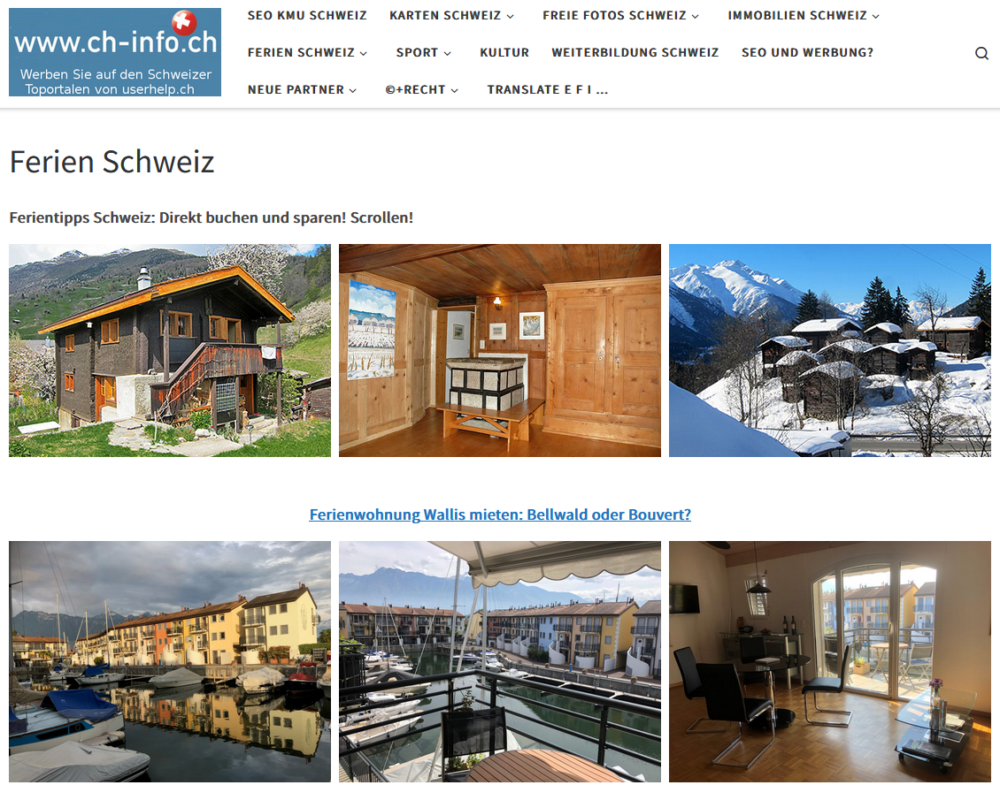 www.ch-info.ch
Werben Sie auf den Schweizer
Toportalen von userhelp.ch
SEO KMU SCHWEIZ KARTEN SCHWEIZ FREIE FOTOS SCHWEIZ IMMOBILIEN SCHWEIZ
FERIEN SCHWEIZ SPORT KULTUR WEITERBILDUNG SCHWEIZ SEO UND WERBUNG?
NEUE PARTNER ©+RECHT TRANSLATE E F I ...
Ferien Schweiz
Ferientipps Schweiz: Direkt buchen und sparen! Scrollen!
Ferienwohnung Wallis mieten: Bellwald oder Bouvert?